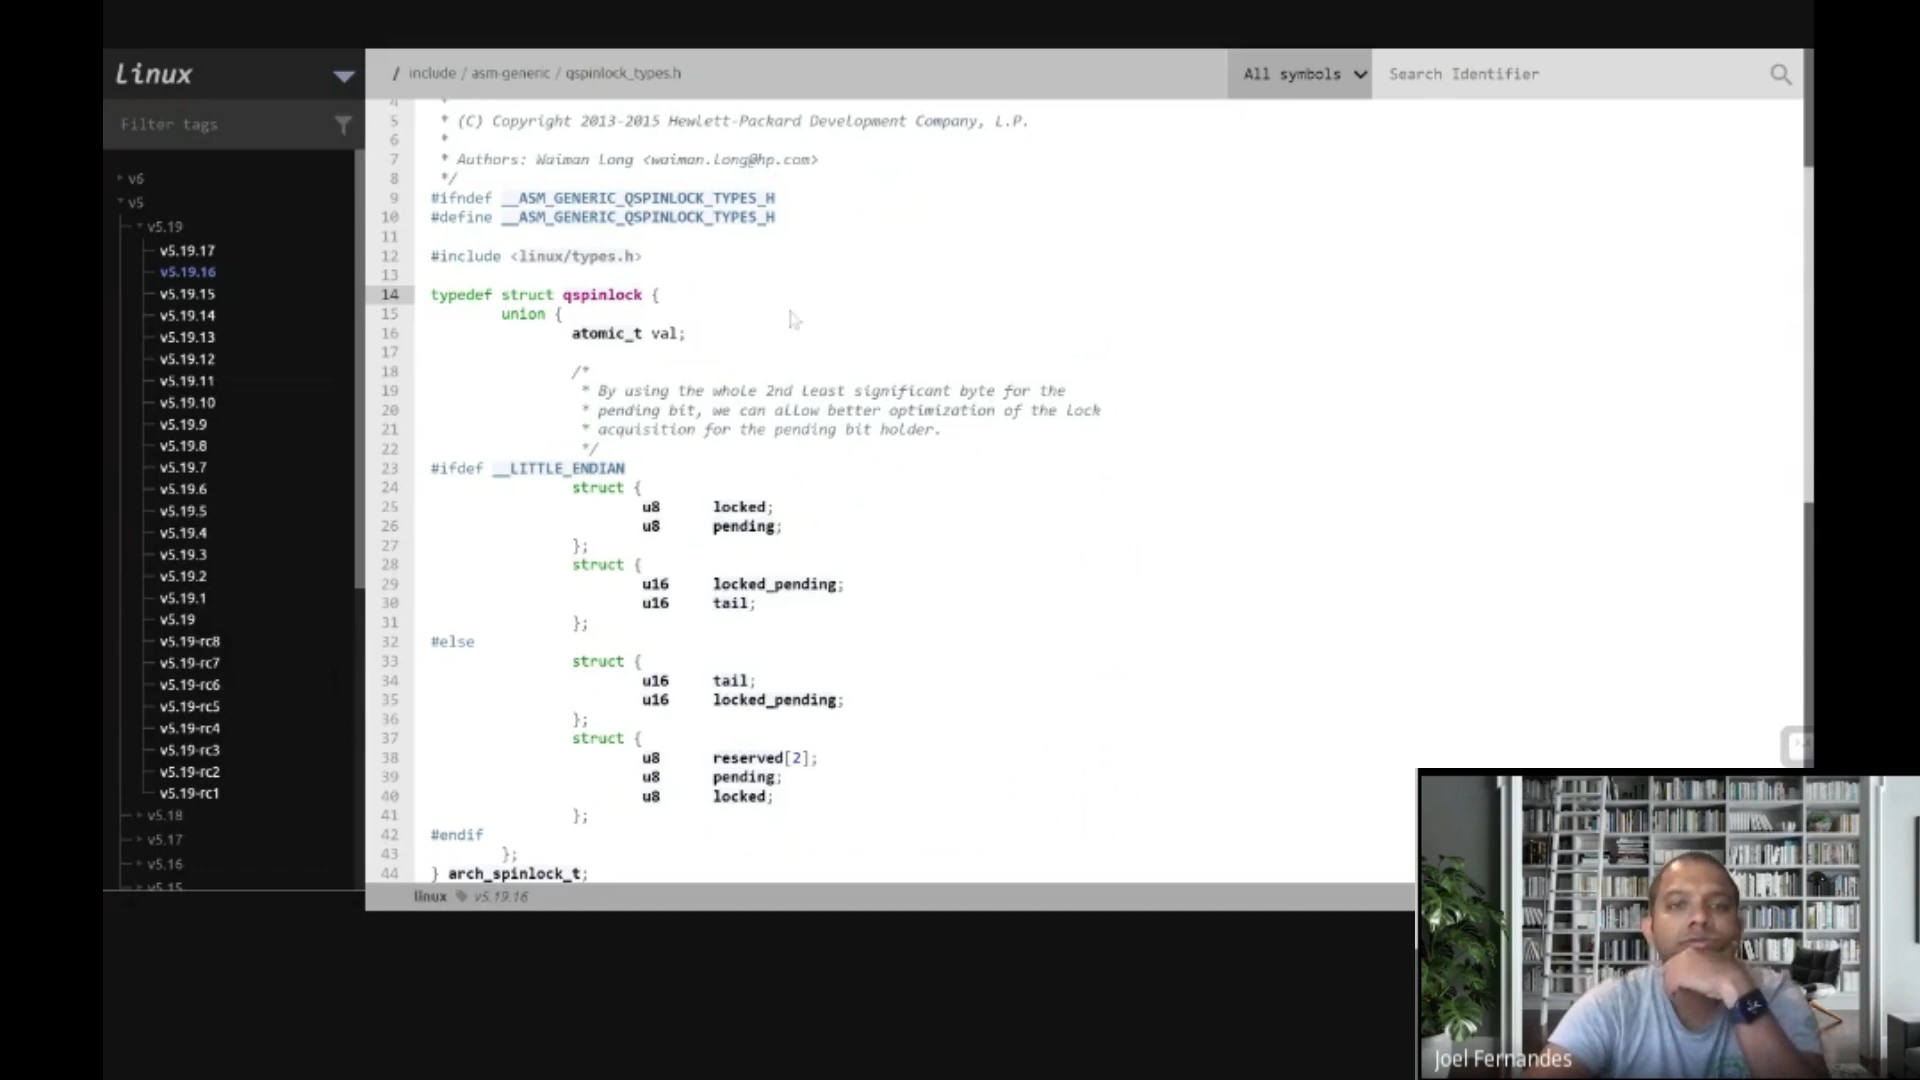 Linux
/ include / asm-generic / qspinlock_types.h
All symbols
Search Identifier
Filter tags
v6
v5
v5.19
v5.19.17
v5.19.16
v5.19.15
v5.19.14
v5.19.13
v5.19.12
v5.19.11
v5.19.10
v5.19.9
v5.19.8
v5.19.7
v5.19.6
v5.19.5
v5.19.4
v5.19.3
v5.19.2
v5.19.1
v5.19
v5.19-rc8
v5.19-rc7
v5.19-rc6
v5.19-rc5
v5.19-rc4
v5.19-rc3
v5.19-rc2
v5.19-rc1
v5.18
v5.17
v5.16
v5.15
4 *
5 * (C) Copyright 2013-2015 Hewlett-Packard Development Company, L.P.
6 *
7 * Authors: Waiman Long <waiman.long@hp.com>
8 */
9 #ifndef __ASM_GENERIC_QSPINLOCK_TYPES_H
10 #define __ASM_GENERIC_QSPINLOCK_TYPES_H
11
12 #include <linux/types.h>
13
14 typedef struct qspinlock {
15 union {
16 atomic_t val;
17
18 /*
19 * By using the whole 2nd least significant byte for the
20 * pending bit, we can allow better optimization of the lock
21 * acquisition for the pending bit holder.
22 */
23 #ifdef __LITTLE_ENDIAN
24 struct {
25 u8 locked;
26 u8 pending;
27 };
28 struct {
29 u16 locked_pending;
30 u16 tail;
31 };
32 #else
33 struct {
34 u16 tail;
35 u16 locked_pending;
36 };
37 struct {
38 u8 reserved[2];
39 u8 pending;
40 u8 locked;
41 };
42 #endif
43 };
44 } arch_spinlock_t;
linux v5.19.16
Joel Fernandes